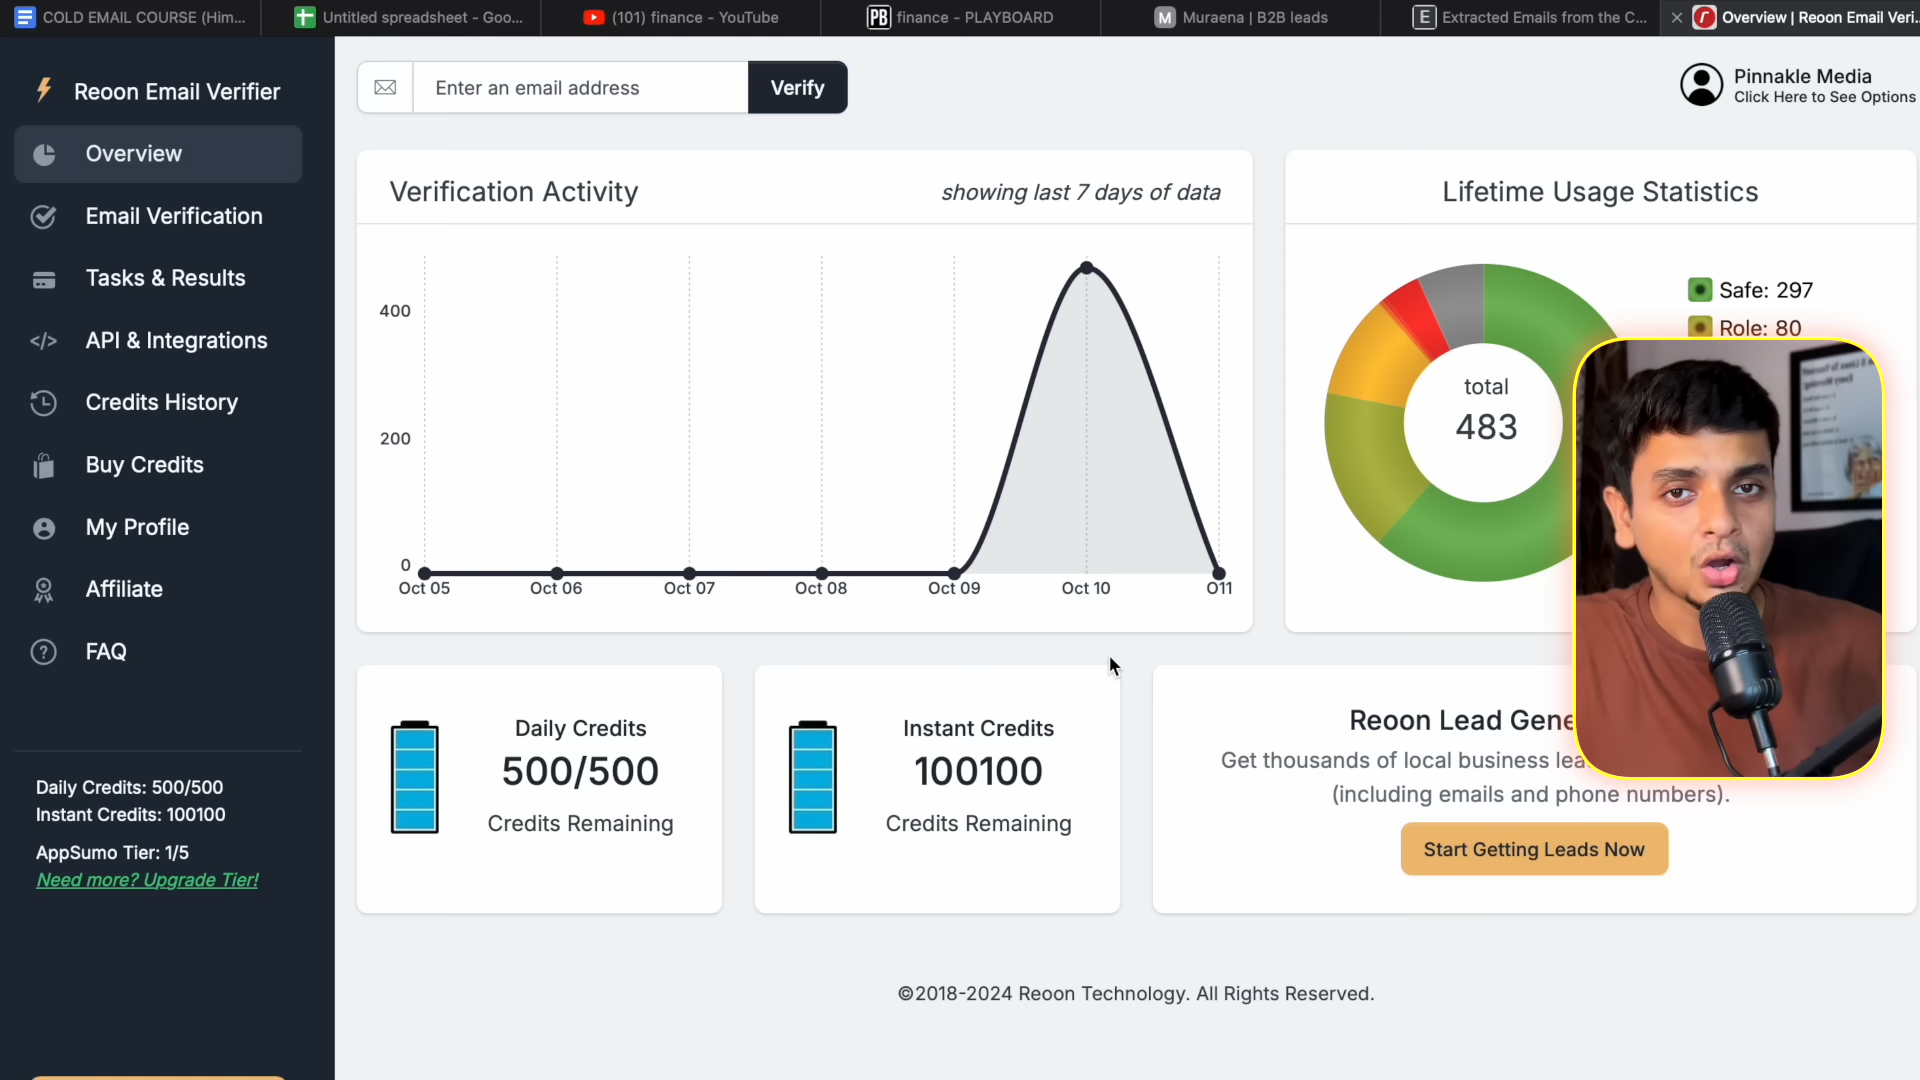 COLD EMAIL COURSE (Him...
Untitled spreadsheet - Goo...
(101) finance - YouTube
PB finance - PLAYBOARD
M Muraena | B2B leads
E Extracted Emails from the C...
Overview | Reoon Email Veri...
Reoon Email Verifier
Overview
Email Verification
Tasks & Results
API & Integrations
Credits History
Buy Credits
My Profile
Affiliate
FAQ
Daily Credits: 500/500
Instant Credits: 100100
AppSumo Tier: 1/5
Need more? Upgrade Tier!
Enter an email address
Verify
Pinnakle Media
Click Here to See Options
Verification Activity
showing last 7 days of data
400
200
0
Oct 05
Oct 06
Oct 07
Oct 08
Oct 09
Oct 10
O11
Lifetime Usage Statistics
total
483
Safe: 297
Role: 80
Daily Credits
500/500
Credits Remaining
Instant Credits
100100
Credits Remaining
Reoon Lead Gene
Get thousands of local business lea
(including emails and phone numbers).
Start Getting Leads Now
©2018-2024 Reoon Technology. All Rights Reserved.